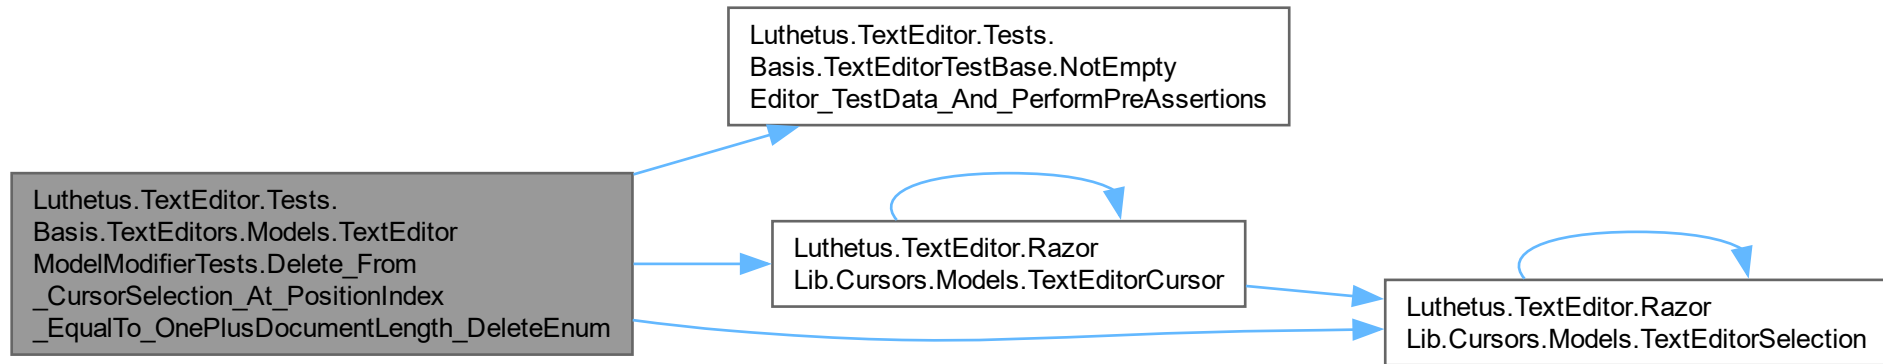 Luthetus.TextEditor.Tests.
Basis.TextEditorTestBase.NotEmpty
Editor_TestData_And_PerformPreAssertions
Luthetus.TextEditor.Tests.
Basis.TextEditors.Models.TextEditor
ModelModifierTests.Delete_From
_CursorSelection_At_PositionIndex
_EqualTo_OnePlusDocumentLength_DeleteEnum
Luthetus.TextEditor.Razor
Lib.Cursors.Models.TextEditorCursor
Luthetus.TextEditor.Razor
Lib.Cursors.Models.TextEditorSelection